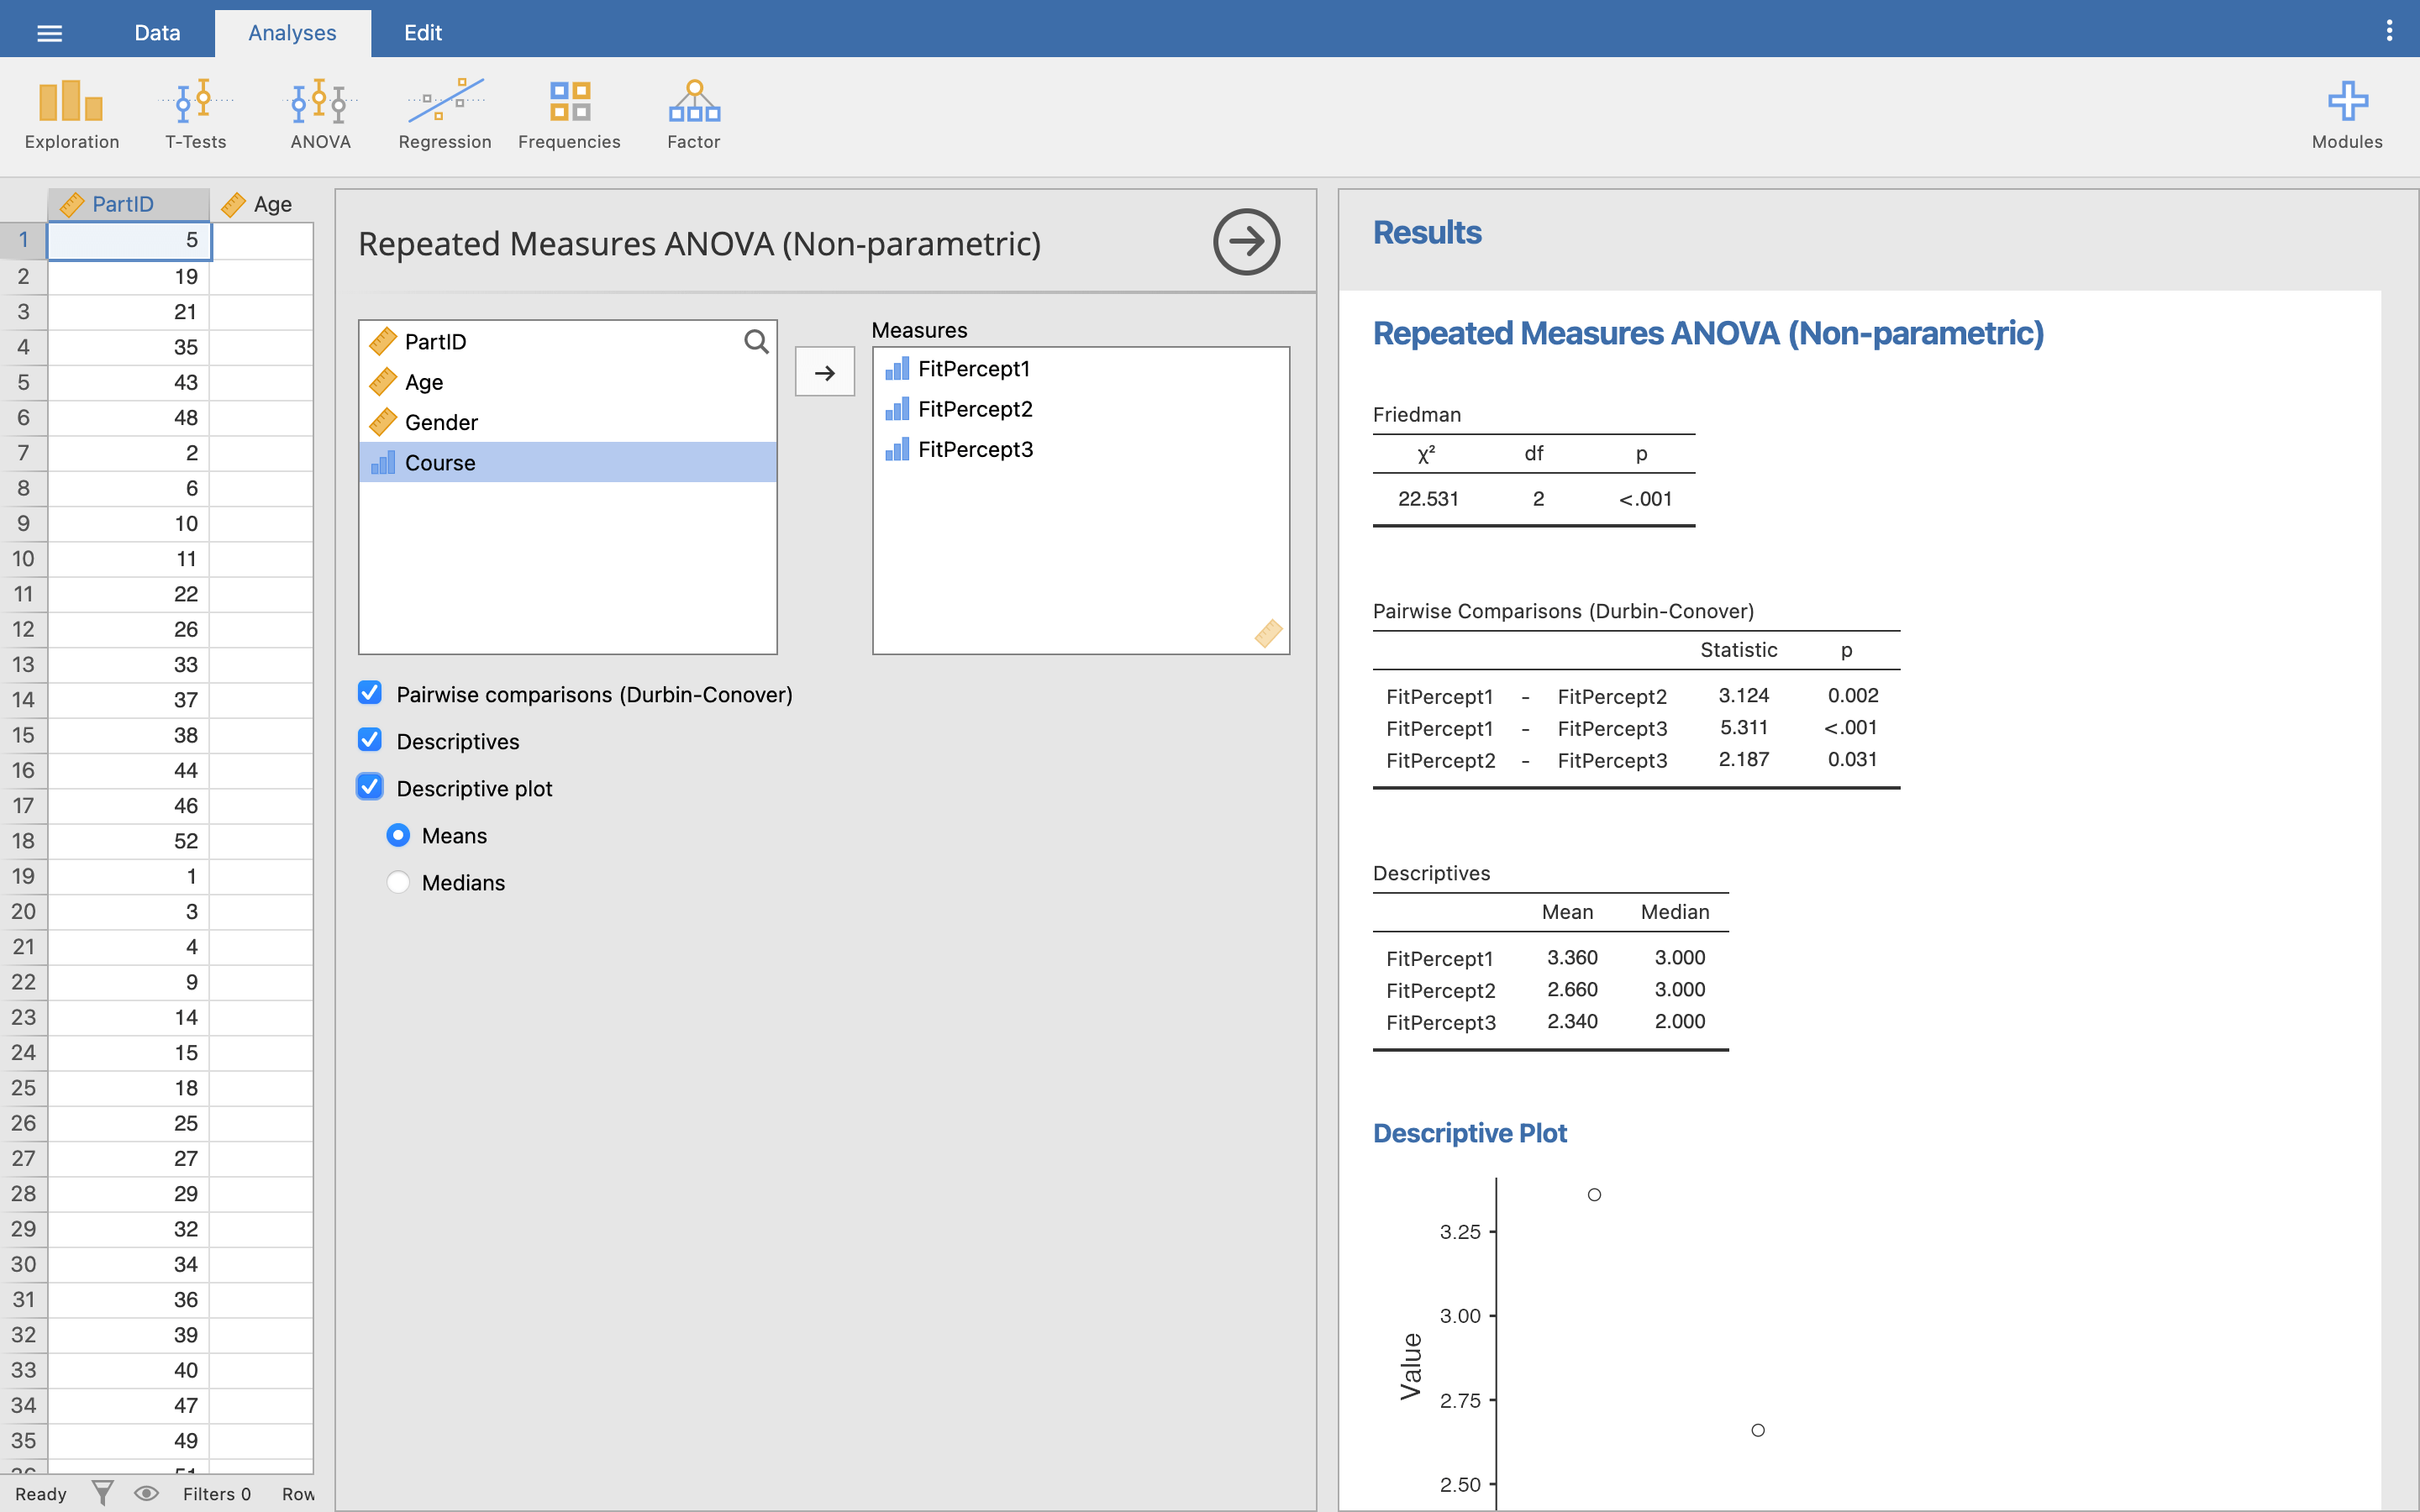 Data Analyses Edit
Exploration T-Tests ANOVA Regression Frequencies Factor Modules
PartID Age
1 5
2 19
3 21
4 35
5 43
6 48
7 2
8 6
9 10
10 11
11 22
12 26
13 33
14 37
15 38
16 44
17 46
18 52
19 1
20 3
21 4
22 9
23 14
24 15
25 18
26 25
27 27
28 29
29 32
30 34
31 36
32 39
33 40
34 47
35 49
36 51
Ready Filters 0 Row
Repeated Measures ANOVA (Non-parametric)
PartID
Age
Gender
Course
Measures
FitPercept1
FitPercept2
FitPercept3
Pairwise comparisons (Durbin-Conover)
Descriptives
Descriptive plot
Means
Medians
Results
Repeated Measures ANOVA (Non-parametric)
Friedman
χ² df p
22.531 2 <.001
Pairwise Comparisons (Durbin-Conover)
Statistic p
FitPercept1 - FitPercept2 3.124 0.002
FitPercept1 - FitPercept3 5.311 <.001
FitPercept2 - FitPercept3 2.187 0.031
Descriptives
Mean Median
FitPercept1 3.360 3.000
FitPercept2 2.660 3.000
FitPercept3 2.340 2.000
Descriptive Plot
3.25
3.00
Value
2.75
2.50